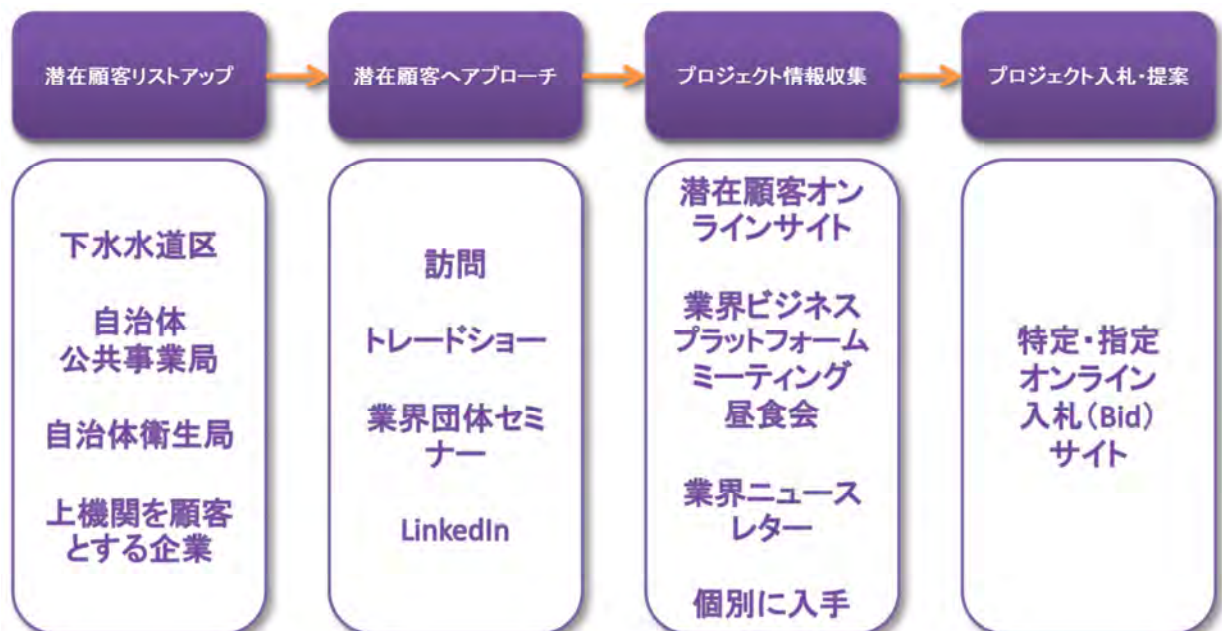 潜在顧客リストアップ
潜在顧客へアプローチ
プロジェクト情報収集
プロジェクト入札・提案
下水水道区
自治体
公共事業局
自治体衛生局
上機関を顧客
とする企業
訪問
トレードショー
業界団体セミ
ナー
LinkedIn
潜在顧客オン
ラインサイト
業界ビジネス
プラットフォーム
ミーティング
昼食会
業界ニュース
レター
個別に入手
特定・指定
オンライン
入札(Bid)
サイト